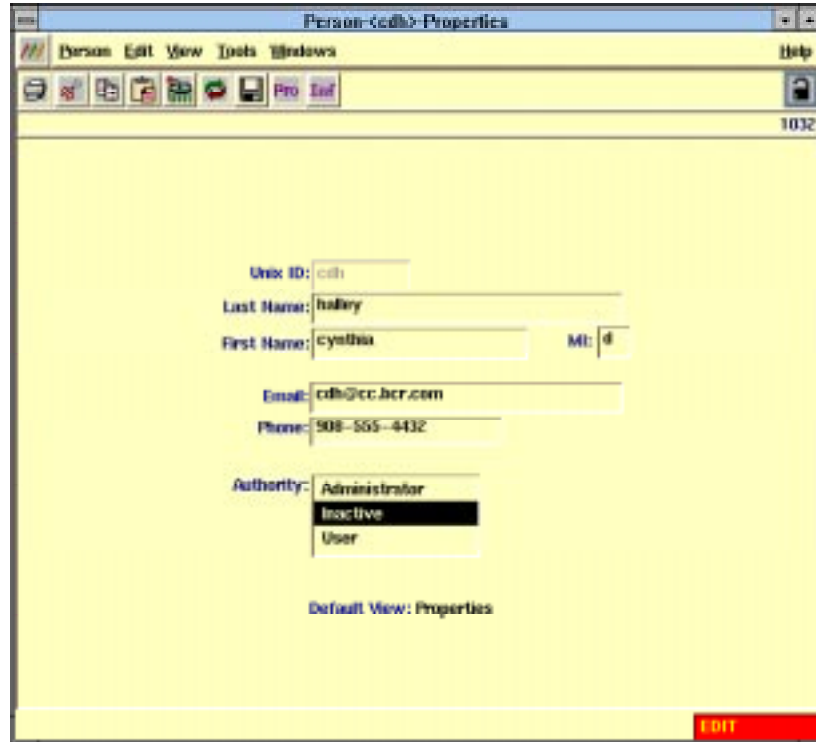 Person-(cdh)-Properties
Person Edit View Tools Windows Help
Pro Inf
1032
Unix ID: cdh
Last Name: halley
First Name: cynthia MI: d
Email: cdh@cc.bcr.com
Phone: 908-555-4432
Authority: Administrator
Inactive
User
Default View: Properties
EDIT